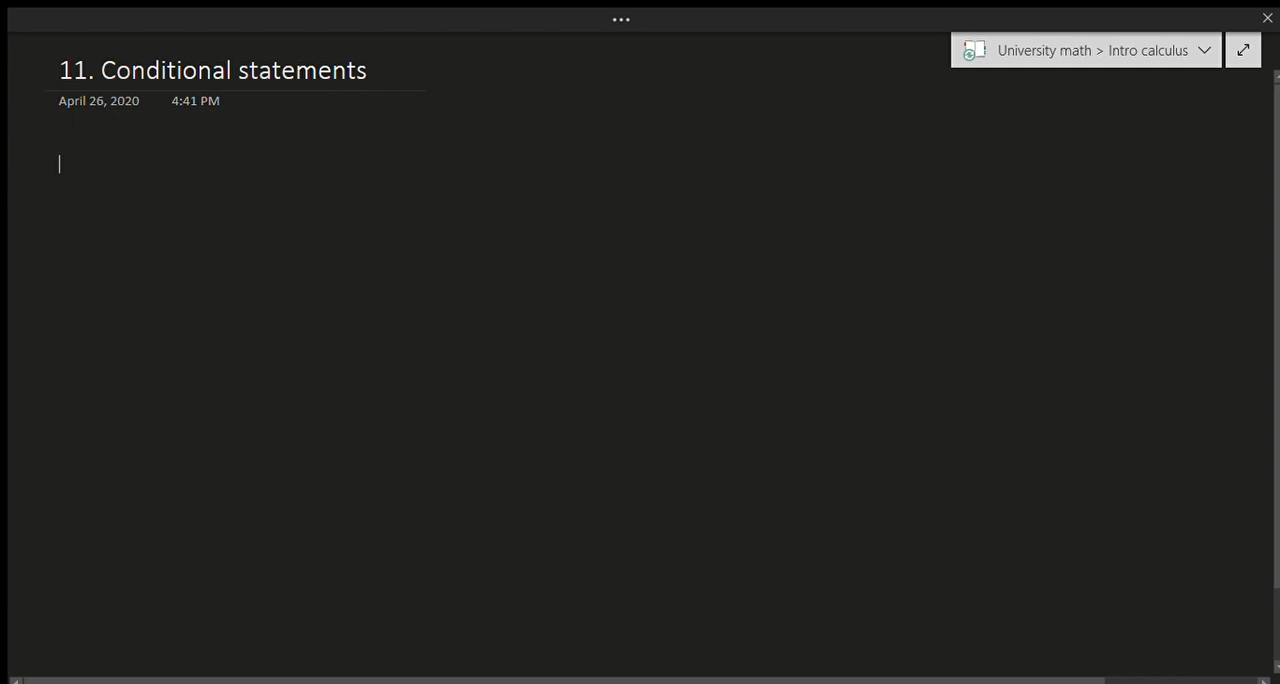 University math > Intro calculus
11. Conditional statements
April 26, 2020 4:41 PM